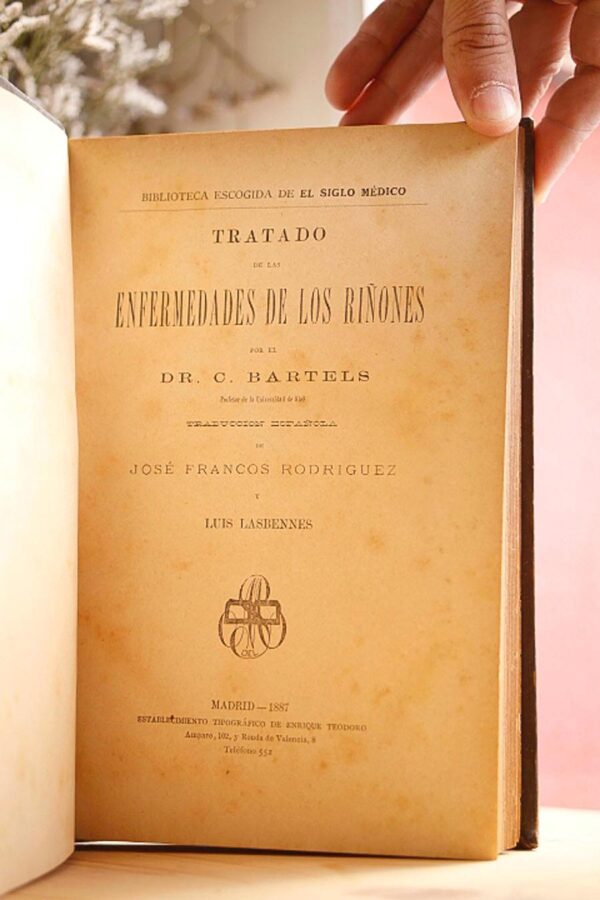 BIBLIOTECA ESCOGIDA DE EL SIGLO MÉDICO
TRATADO
DE LAS
ENFERMEDADES DE LOS RIÑONES
POR EL
DR. C. BARTELS
Profesor de la Universidad de Kiel
TRADUCCION ESPAÑOLA
DE
JOSÉ FRANCOS RODRIGUEZ
Y
LUIS LASBENNES
MADRID—1887
ESTABLECIMIENTO TIPOGRÁFICO DE ENRIQUE TEODORO
Amparo, 102, y Ronda de Valencia, 8
Teléfono 552